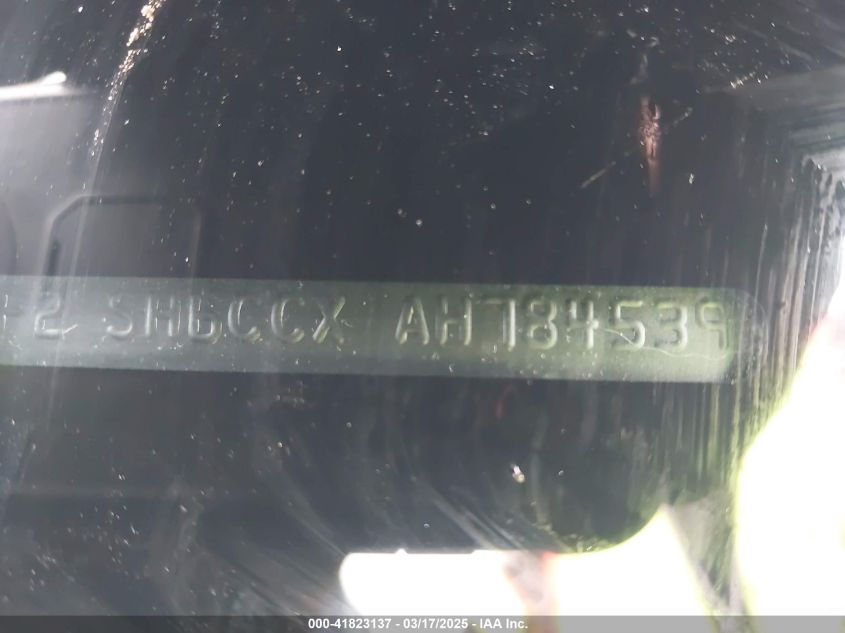 2 SH6CCX AH784539
000-41823137 - 03/17/2025 - IAA Inc.